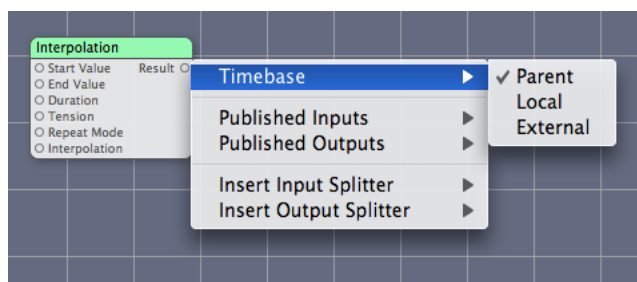 Interpolation
Start Value Result
End Value
Duration
Tension
Repeat Mode
Interpolation
Timebase
Published Inputs
Published Outputs
Insert Input Splitter
Insert Output Splitter
Parent
Local
External